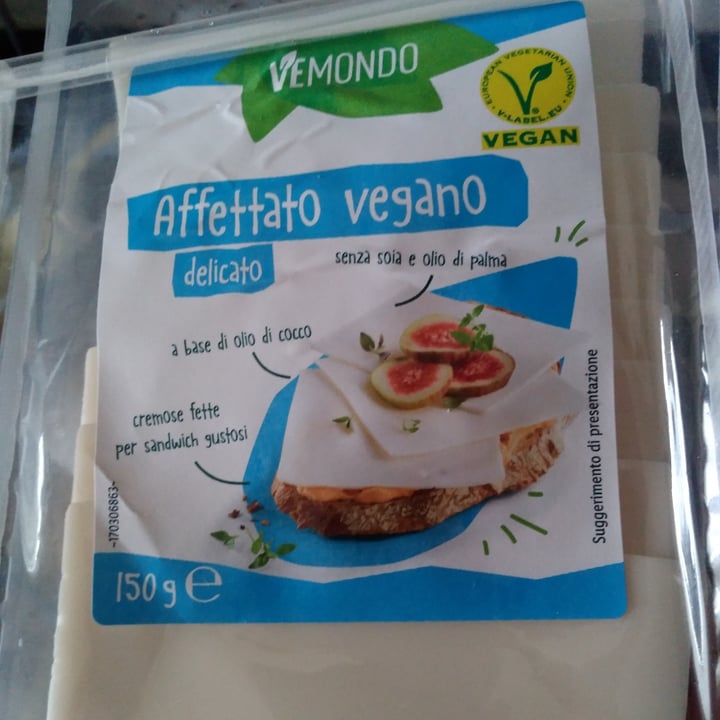 VEMONDO
EUROPEAN VEGETARIAN UNION
V-LABEL.EU
VEGAN
Affettato vegano
delicato
senza soia e olio di palma
a base di olio di cocco
cremose fette
per sandwich gustosi
Suggerimento di presentazione
-170306863-
150 g e